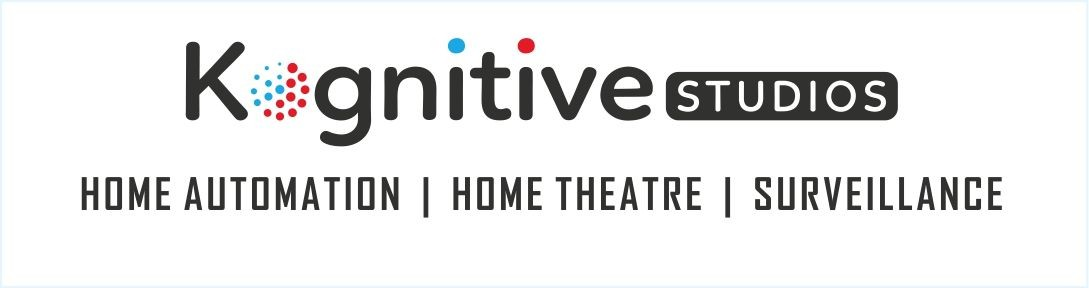 Kognitive STUDIOS
HOME AUTOMATION | HOME THEATRE | SURVEILLANCE